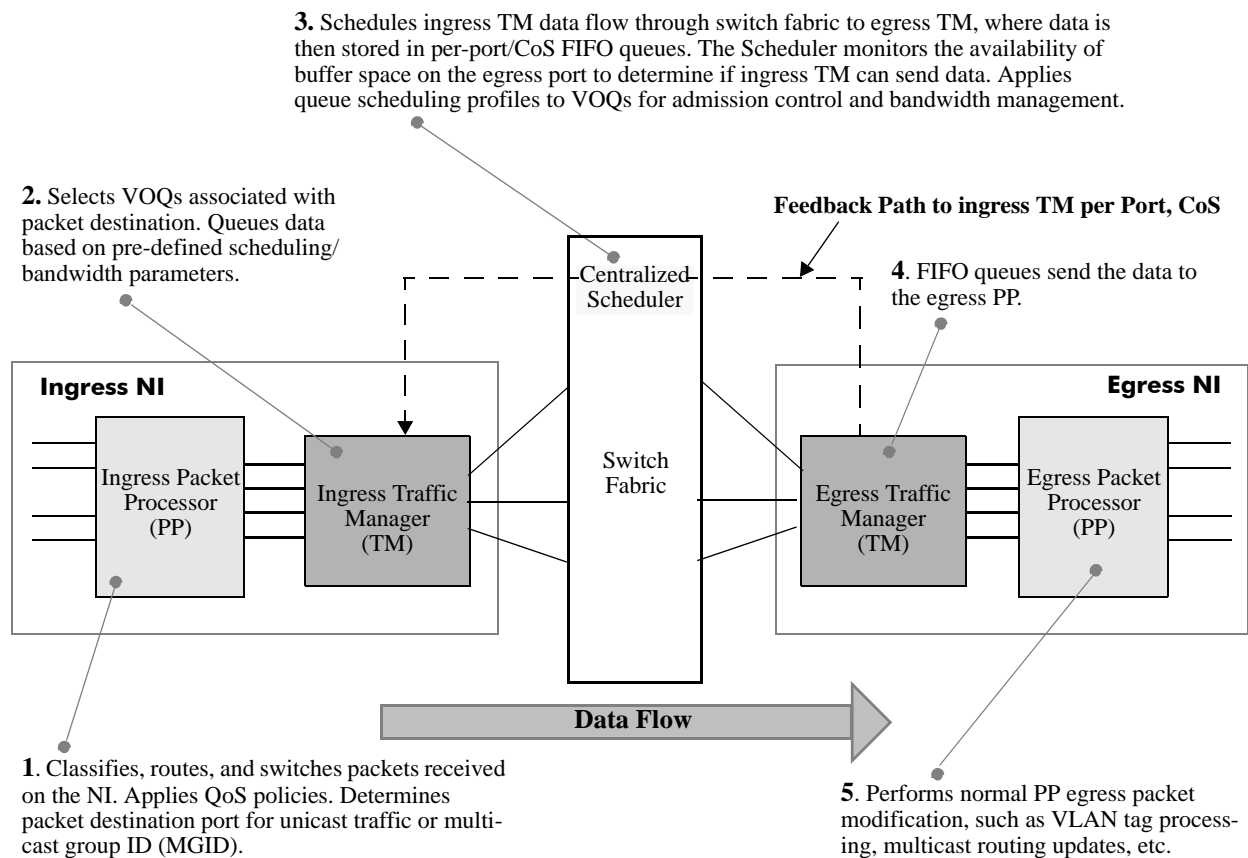 3. Schedules ingress TM data flow through switch fabric to egress TM, where data is
then stored in per-port/CoS FIFO queues. The Scheduler monitors the availability of
buffer space on the egress port to determine if ingress TM can send data. Applies
queue scheduling profiles to VOQs for admission control and bandwidth management.
2. Selects VOQs associated with
packet destination. Queues data
based on pre-defined scheduling/
bandwidth parameters.
Feedback Path to ingress TM per Port, CoS
Centralized
Scheduler
4. FIFO queues send the data to
the egress PP.
Ingress NI
Egress NI
Ingress Packet
Processor
(PP)
Ingress Traffic
Manager
(TM)
Switch
Fabric
Egress Traffic
Manager
(TM)
Egress Packet
Processor
(PP)
Data Flow
1. Classifies, routes, and switches packets received
on the NI. Applies QoS policies. Determines
packet destination port for unicast traffic or multi-
cast group ID (MGID).
5. Performs normal PP egress packet
modification, such as VLAN tag process-
ing, multicast routing updates, etc.